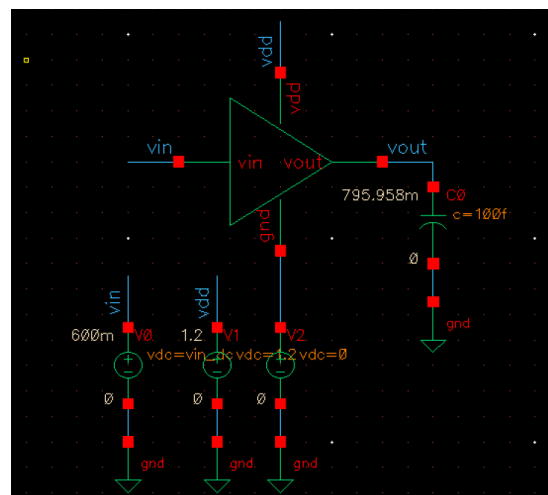 vdd
vdd
vin
vin vout
vout
gnd
795.958m
C0
c=100f
0
gnd
vin
vdd
600m
V0
1.2
V1
V2
vdc=vin_dc
vdc=1.2
vdc=0
0
0
0
gnd
gnd
gnd